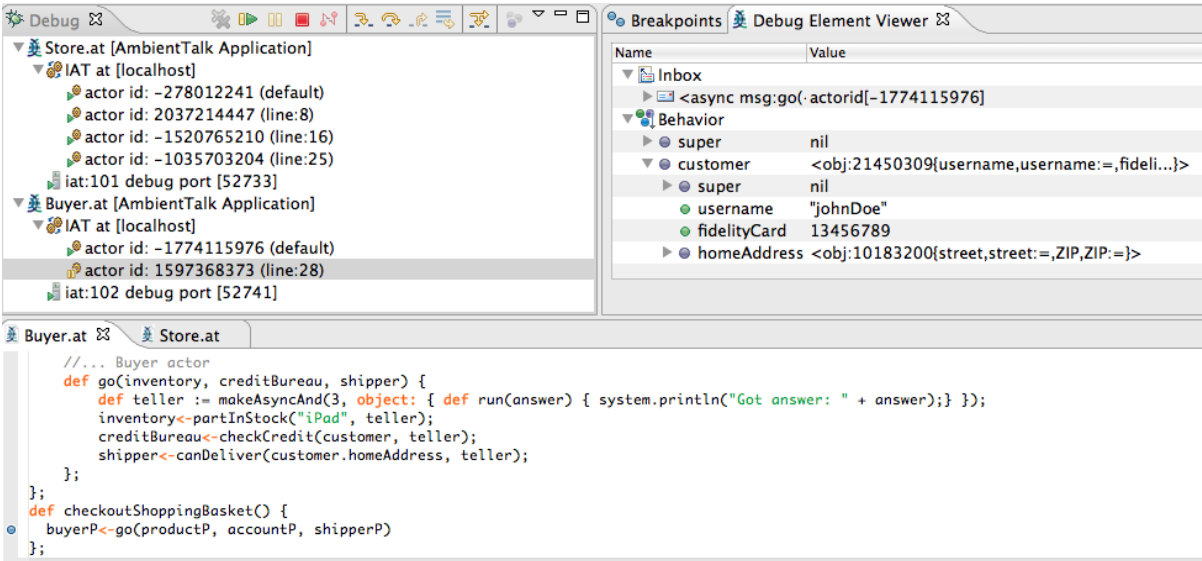 Debug
Store.at [AmbientTalk Application]
IAT at [localhost]
actor id: -278012241 (default)
actor id: 2037214447 (line:8)
actor id: -1520765210 (line:16)
actor id: -1035703204 (line:25)
iat:101 debug port [52733]
Buyer.at [AmbientTalk Application]
IAT at [localhost]
actor id: -1774115976 (default)
actor id: 1597368373 (line:28)
iat:102 debug port [52741]
Breakpoints Debug Element Viewer
Name Value
Inbox
<async msg:go(· actorid[-1774115976]
Behavior
super nil
customer <obj:21450309{username,username:=,fideli...}>
super nil
username "johnDoe"
fidelityCard 13456789
homeAddress <obj:10183200{street,street:=,ZIP,ZIP:=}>
Buyer.at Store.at
//... Buyer actor
def go(inventory, creditBureau, shipper) {
def teller := makeAsyncAnd(3, object: { def run(answer) { system.println("Got answer: " + answer);} });
inventory<-partInStock("iPad", teller);
creditBureau<-checkCredit(customer, teller);
shipper<-canDeliver(customer.homeAddress, teller);
};
};
def checkoutShoppingBasket() {
buyerP<-go(productP, accountP, shipperP)
};